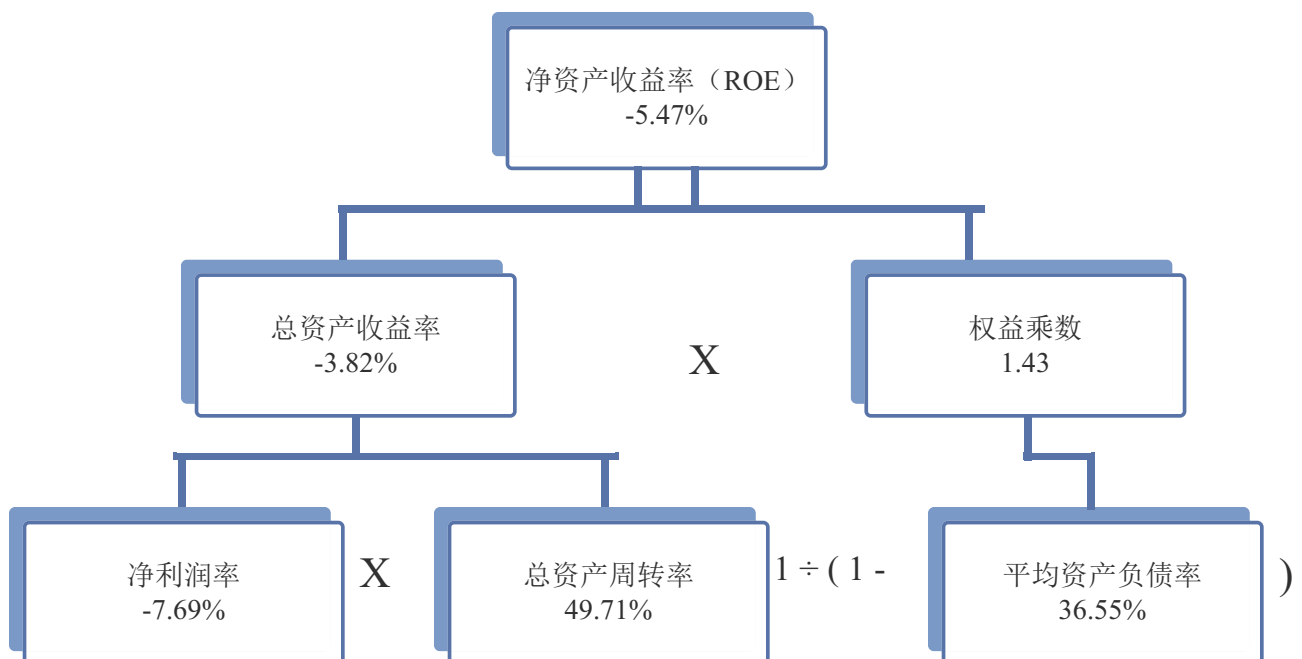 净资产收益率（ROE）
-5.47%
总资产收益率
-3.82%
X
权益乘数
1.43
净利润率
-7.69%
X
总资产周转率
49.71%
1 ÷ ( 1 -
平均资产负债率
36.55%
)